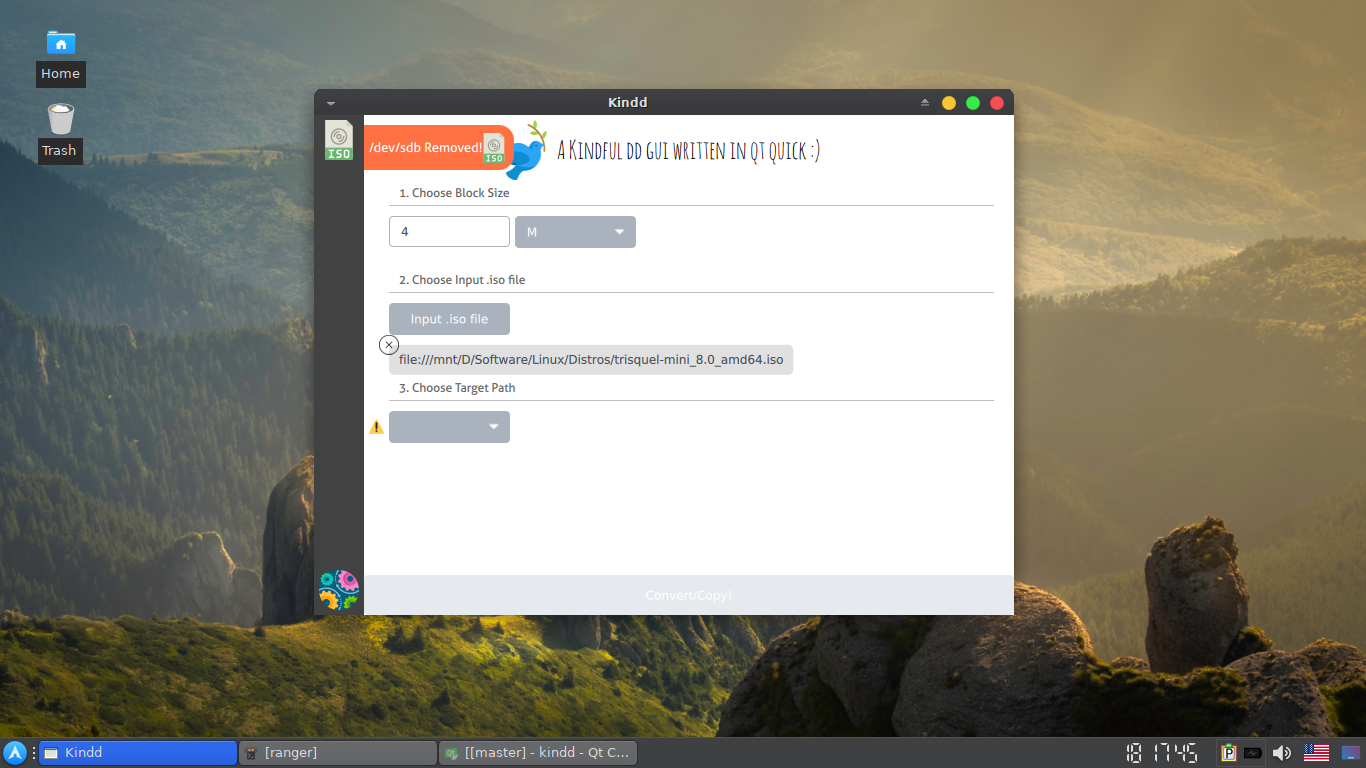 Home
Trash
Kindd
ISO
/dev/sdb Removed!
ISO
A Kindful dd gui written in qt quick :)
1. Choose Block Size
4
M
2. Choose Input .iso file
Input .iso file
file:///mnt/D/Software/Linux/Distros/trisquel-mini_8.0_amd64.iso
3. Choose Target Path
Convert/Copy!
Kindd
[ranger]
[[master] - kindd - Qt C...
18 17 45
P